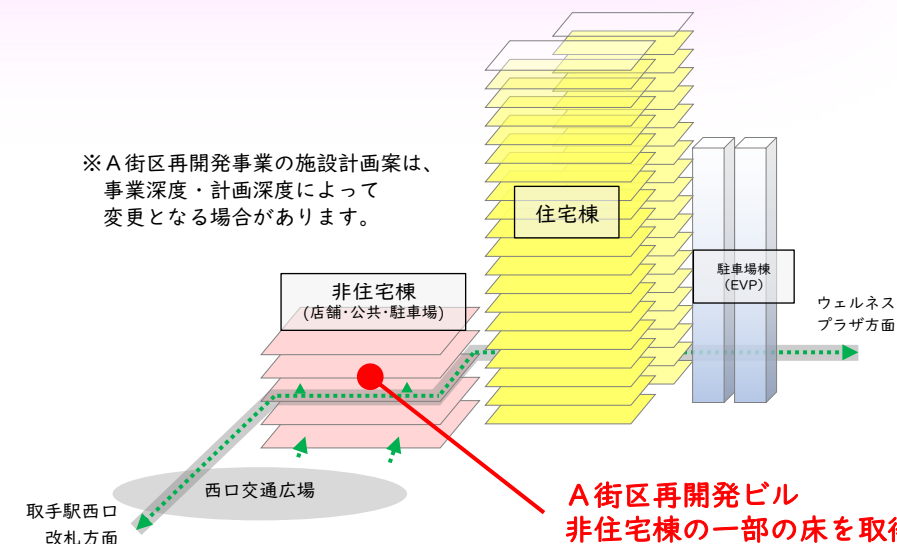 ※Ａ街区再開発事業の施設計画案は、
事業深度・計画深度によって
変更となる場合があります。
住宅棟
非住宅棟
(店舗・公共・駐車場)
駐車場棟
(EVP)
ウェルネス
プラザ方面
西口交通広場
取手駅西口
改札方面
Ａ街区再開発ビル
非住宅棟の一部の床を取得